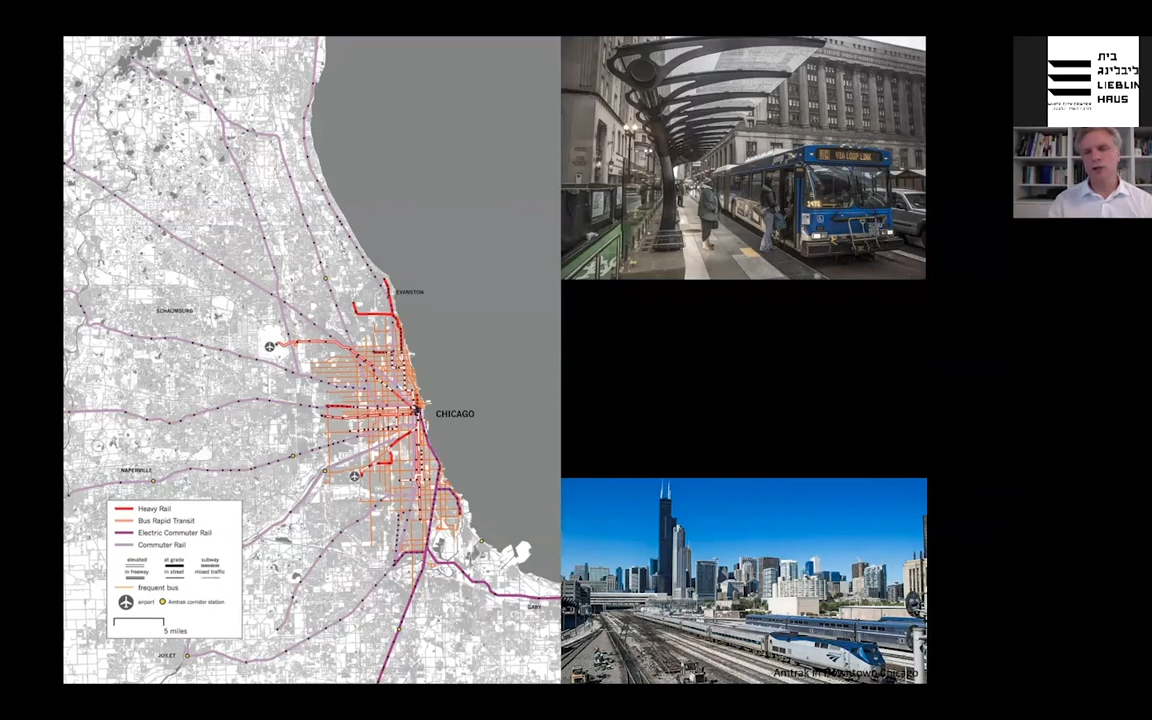 EVANSTON
SCHAUMBURG
CHICAGO
NAPERVILLE
Heavy Rail
Bus Rapid Transit
Electric Commuter Rail
Commuter Rail
elevated at grade subway
in freeway in street mixed traffic
frequent bus
airport Amtrak corridor station
5 miles
GARY
JOLIET
VIA LOOP LINK
Amtrak in Downtown Chicago
בית
ליבלינג
LIEBLIN
HAUS